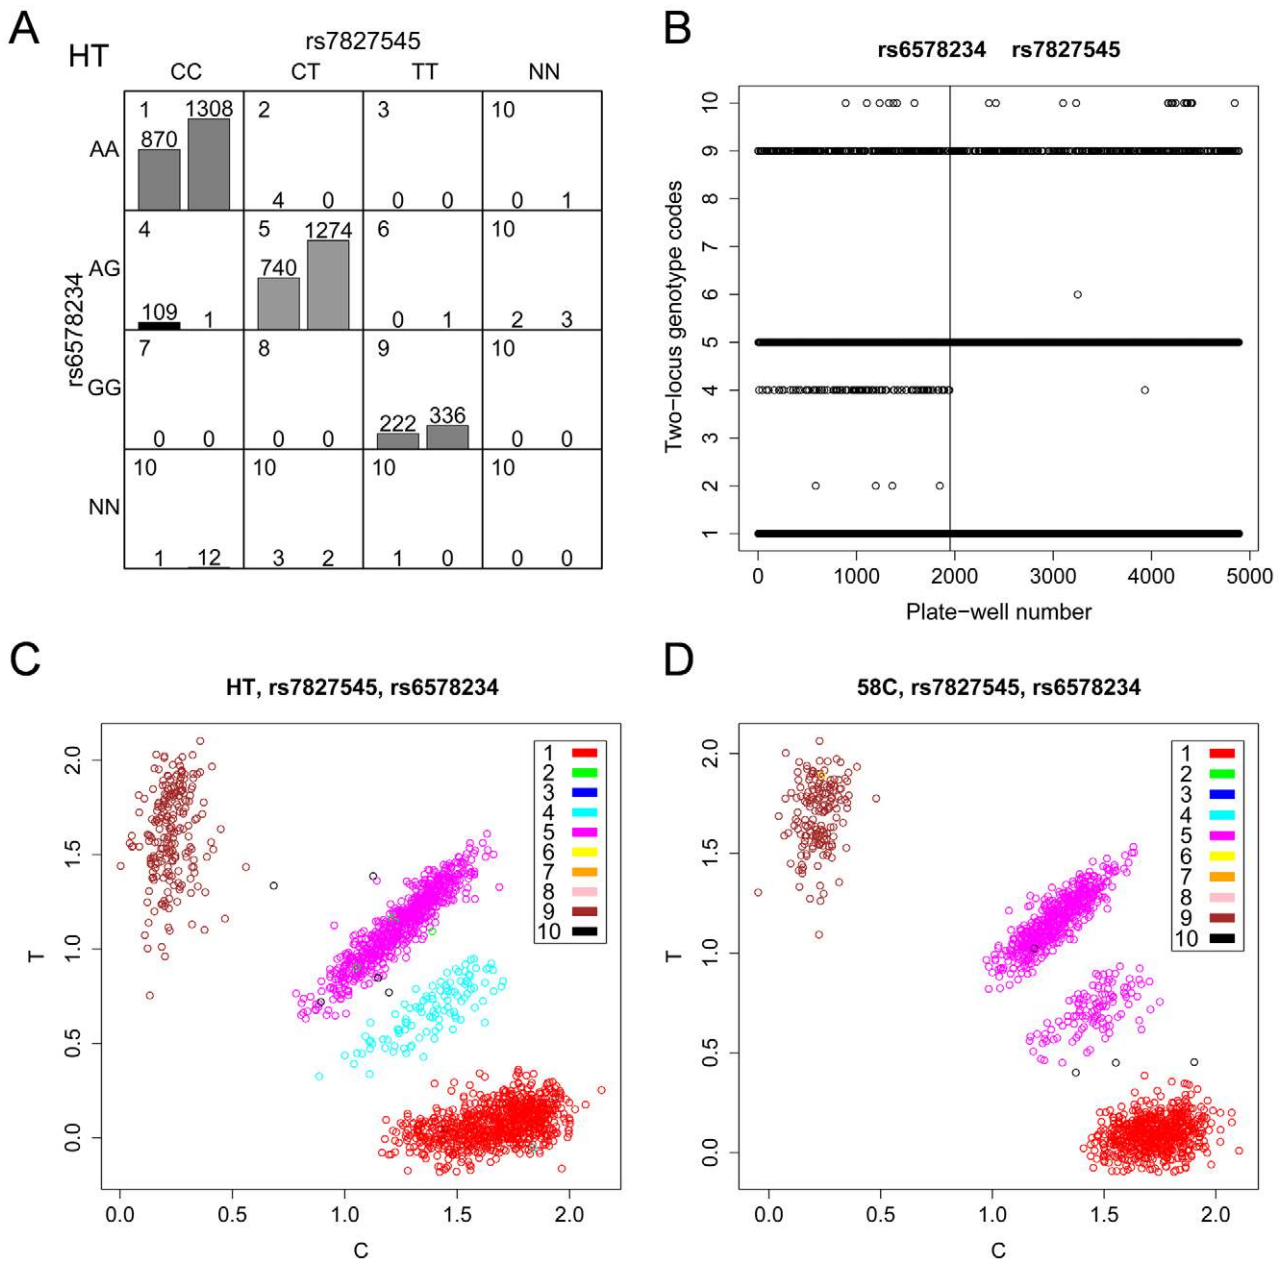 A
HT
rs7827545
CC CT TT NN
rs6578234
AA
1 1308 2 3 10
870
4 0 0 0 0 1
AG
4 5 1274 6 10
740
109 1 0 1 2 3
GG
7 8 9 10
222 336
0 0 0 0 0 0
NN
10 10 10 10
1 12 3 2 1 0 0 0
B
rs6578234 rs7827545
Two-locus genotype codes
10
9
8
7
6
5
4
3
2
1
0 1000 2000 3000 4000 5000
Plate-well number
C
HT, rs7827545, rs6578234
T
2.0
1.5
1.0
0.5
0.0
1
2
3
4
5
6
7
8
9
10
0.0 0.5 1.0 1.5 2.0
C
D
58C, rs7827545, rs6578234
T
2.0
1.5
1.0
0.5
0.0
1
2
3
4
5
6
7
8
9
10
0.0 0.5 1.0 1.5 2.0
C